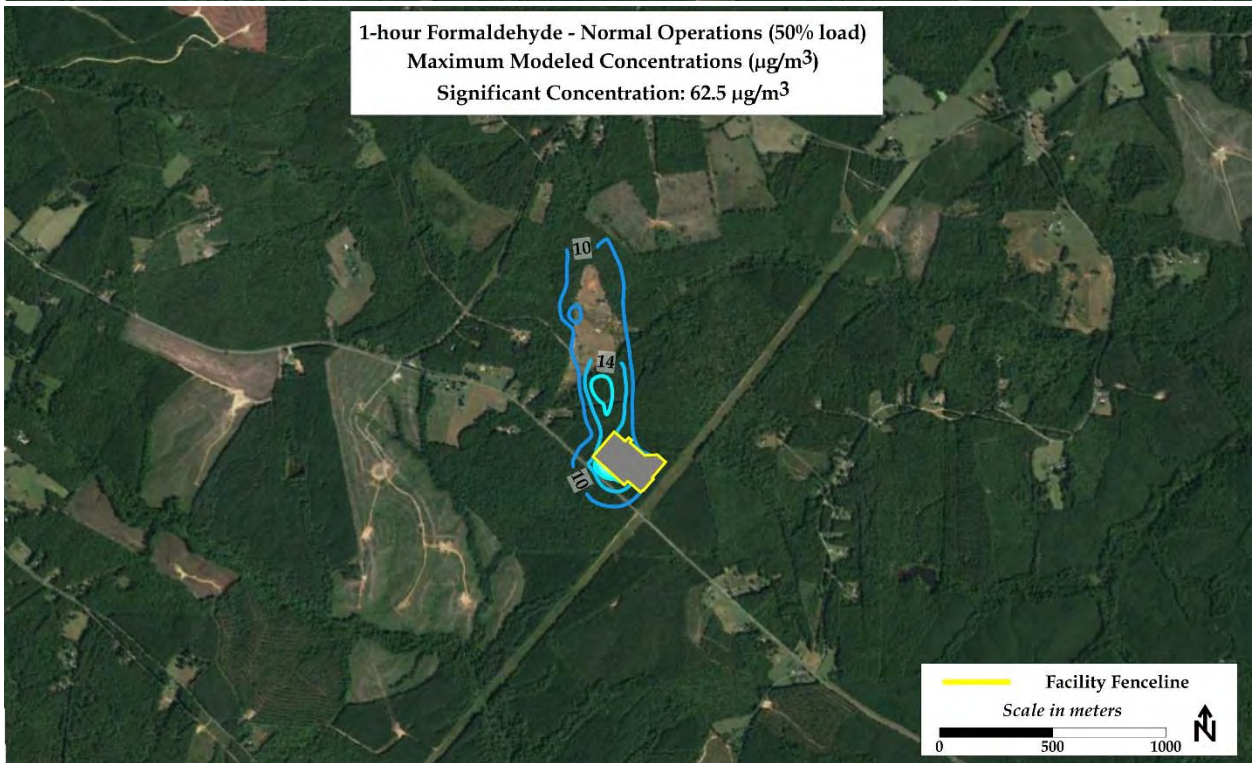 1-hour Formaldehyde - Normal Operations (50% load)
Maximum Modeled Concentrations (µg/m³)
Significant Concentration: 62.5 µg/m³
10
14
10
Facility Fenceline
Scale in meters
N
0 500 1000